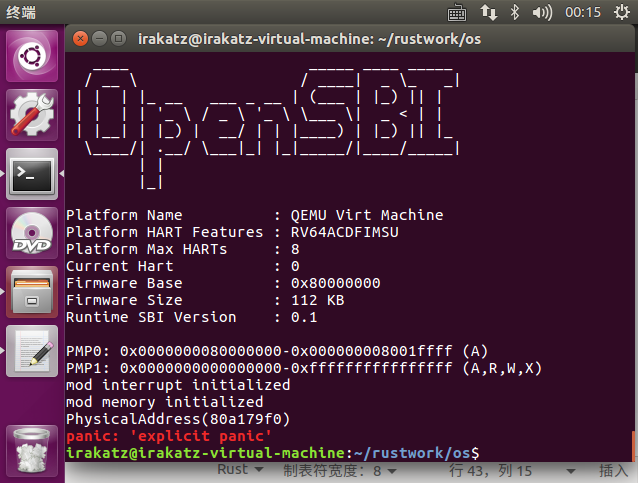 终端
00:15
irakatz@irakatz-virtual-machine: ~/rustwork/os
OpenSBI
Platform Name : QEMU Virt Machine
Platform HART Features : RV64ACDFIMSU
Platform Max HARTs : 8
Current Hart : 0
Firmware Base : 0x80000000
Firmware Size : 112 KB
Runtime SBI Version : 0.1
PMP0: 0x0000000080000000-0x000000008001ffff (A)
PMP1: 0x0000000000000000-0xffffffffffffffff (A,R,W,X)
mod interrupt initialized
mod memory initialized
PhysicalAddress(80a179f0)
panic: 'explicit panic'
irakatz@irakatz-virtual-machine:~/rustwork/os$
Rust 制表符宽度：8 行 43，列 15 插入
DVD